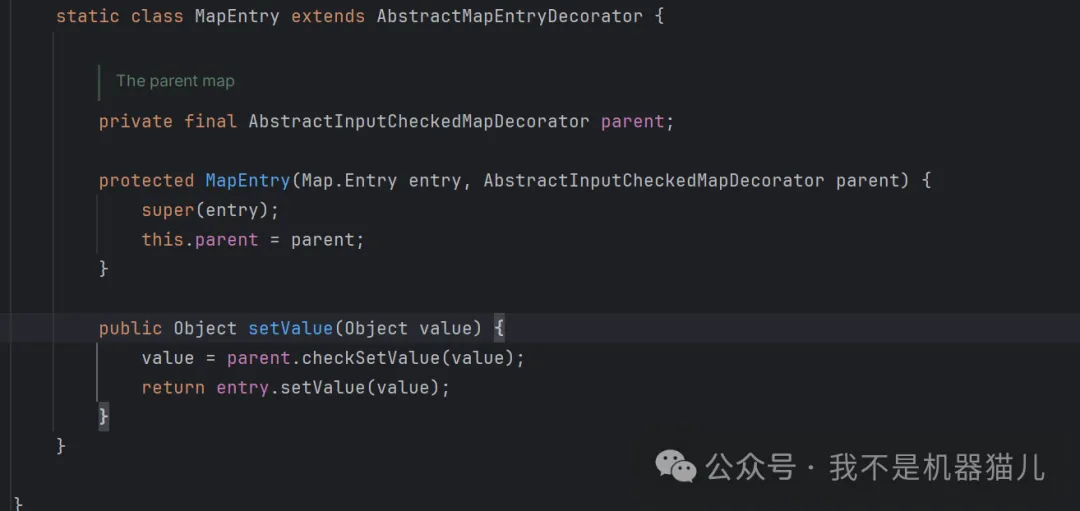 static class MapEntry extends AbstractMapEntryDecorator {
The parent map
private final AbstractInputCheckedMapDecorator parent;
protected MapEntry(Map.Entry entry, AbstractInputCheckedMapDecorator parent) {
super(entry);
this.parent = parent;
}
public Object setValue(Object value) {
value = parent.checkSetValue(value);
return entry.setValue(value);
}
}
公众号 · 我不是机器猫儿
}